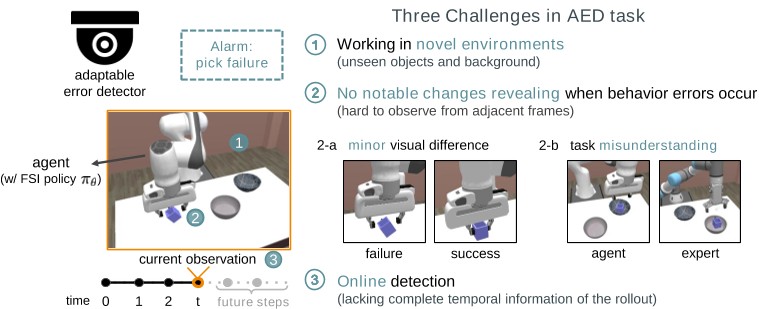 Three Challenges in AED task
adaptable
error detector
Alarm:
pick failure
agent
(w/ FSI policy πθ)
1
2
current observation 3
time 0 1 2 t future steps
1 Working in novel environments
(unseen objects and background)
2 No notable changes revealing when behavior errors occur
(hard to observe from adjacent frames)
2-a minor visual difference
failure success
2-b task misunderstanding
agent expert
3 Online detection
(lacking complete temporal information of the rollout)